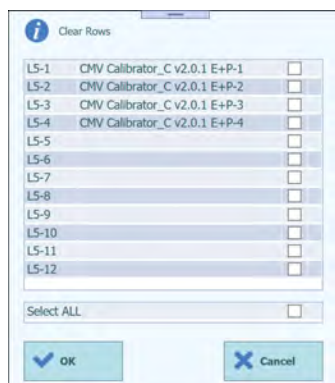 Clear Rows
L5-1 CMV Calibrator_C v2.0.1 E+P-1
L5-2 CMV Calibrator_C v2.0.1 E+P-2
L5-3 CMV Calibrator_C v2.0.1 E+P-3
L5-4 CMV Calibrator_C v2.0.1 E+P-4
L5-5
L5-6
L5-7
L5-8
L5-9
L5-10
L5-11
L5-12
Select ALL
OK Cancel